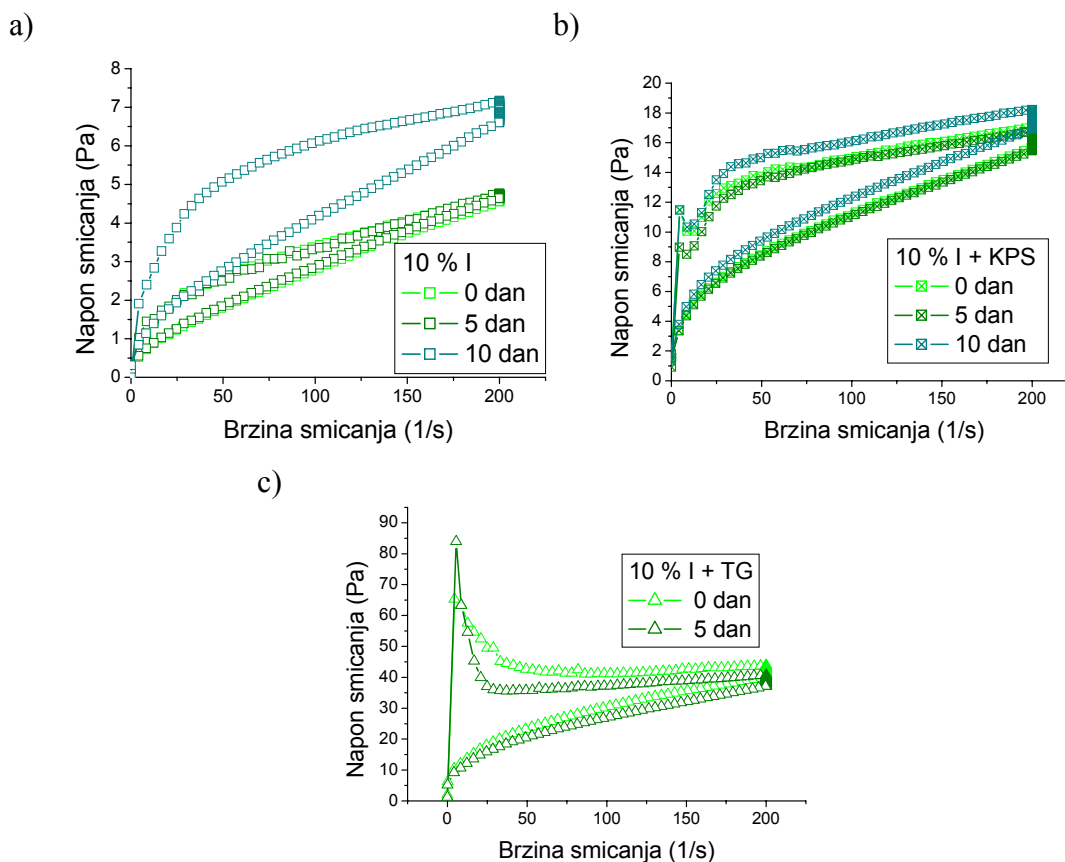 a)
Napon smicanja (Pa)
8
7
6
5
4
3
2
1
0
0 50 100 150 200
Brzina smicanja (1/s)
10 % I
0 dan
5 dan
10 dan
b)
Napon smicanja (Pa)
20
18
16
14
12
10
8
6
4
2
0
0 50 100 150 200
Brzina smicanja (1/s)
10 % I + KPS
0 dan
5 dan
10 dan
c)
Napon smicanja (Pa)
90
80
70
60
50
40
30
20
10
0
0 50 100 150 200
Brzina smicanja (1/s)
10 % I + TG
0 dan
5 dan